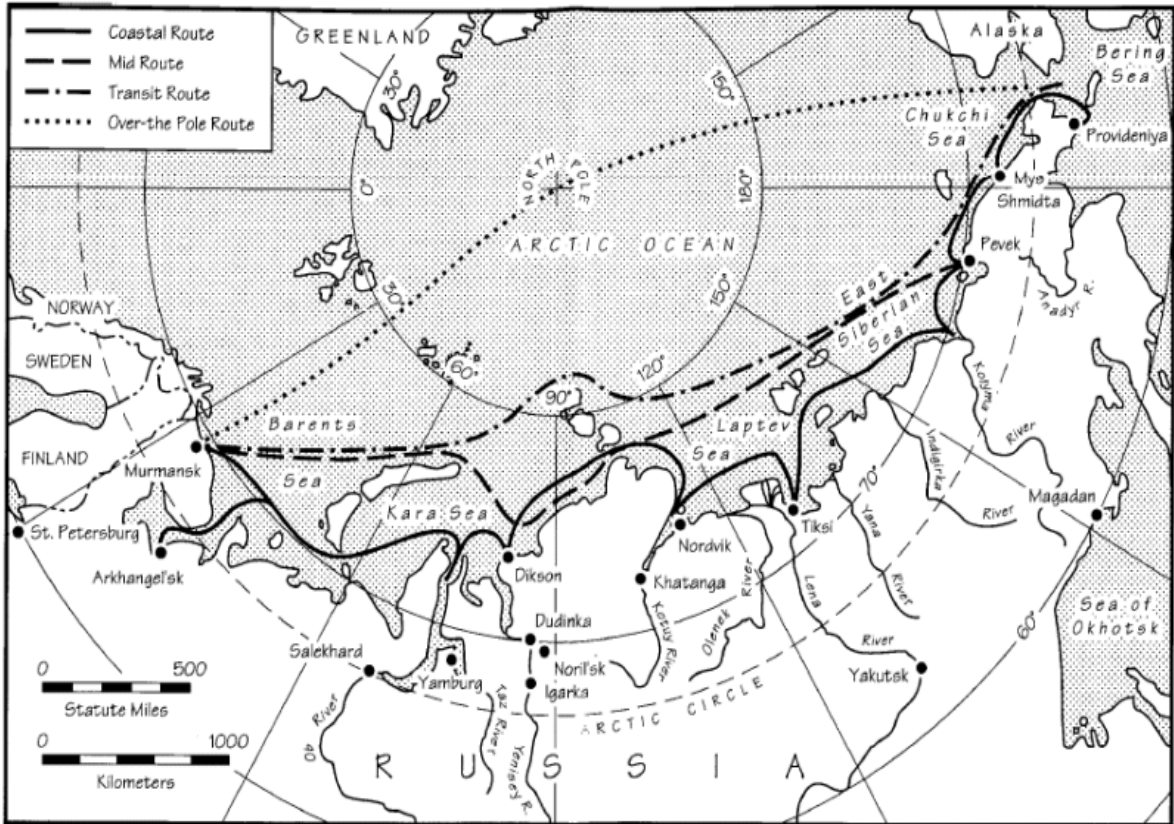 Coastal Route
Mid Route
Transit Route
Over-the Pole Route
GREENLAND
Alaska
Bering
Sea
30°
150°
Chukchi
Sea
Provideniya
NORTH POLE
0°
180°
Mys
Shmidta
ARCTIC OCEAN
Pevek
30°
150°
East
Siberian
Sea
Anadyr R.
NORWAY
SWEDEN
60°
120°
90°
Kolyma
River
Barents
Sea
Laptev
Sea
Indigirka
River
FINLAND
Murmansk
Kara Sea
70°
Magadan
St. Petersburg
Tiksi
Yana
River
Arkhangel'sk
Dikson
Nordvik
Khatanga
Olenek
River
Lena
River
60°
Sea of
Okhotsk
Dudinka
Kotuy River
Salekhard
Noril'sk
Yamburg
Igarka
Yakutsk
0 500
Statute Miles
ARCTIC CIRCLE
River
Taz River
Yenisey R.
0 1000
Kilometers
RUSSIA